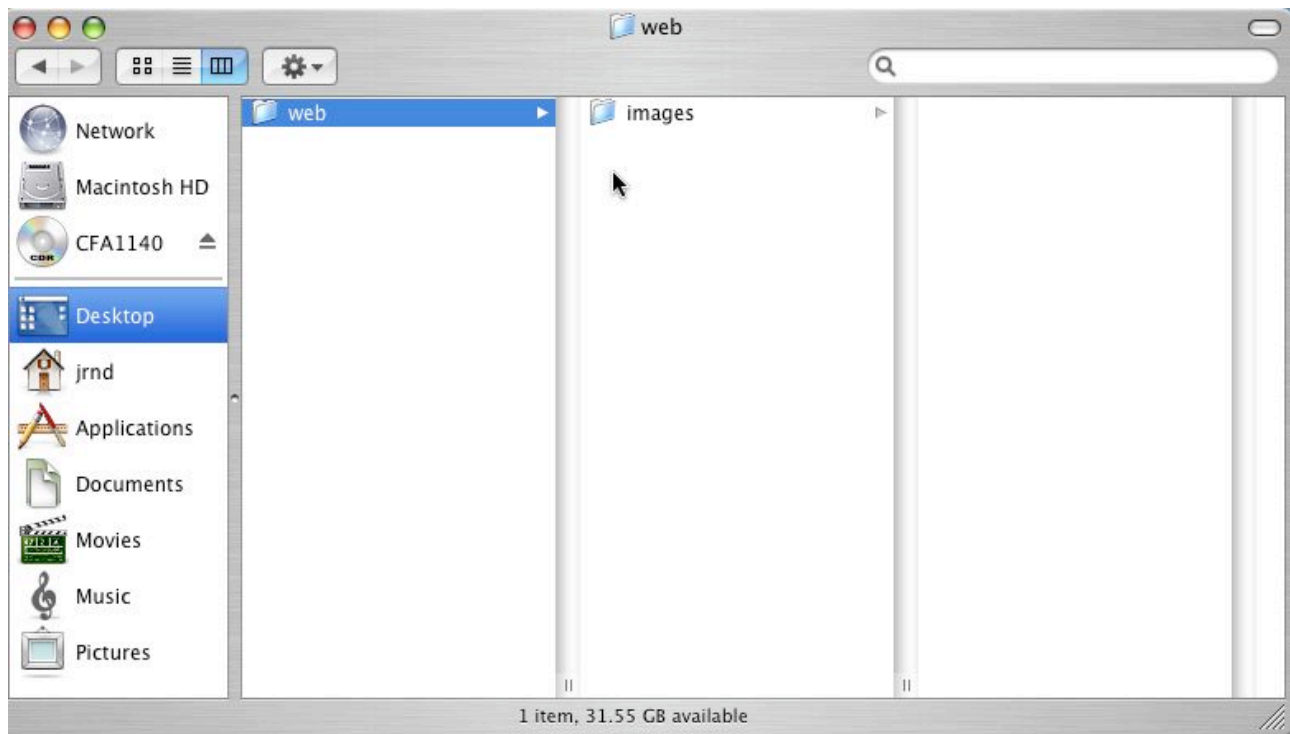 web
Network
Macintosh HD
CFA1140
CDR
Desktop
jrnd
Applications
Documents
Movies
Music
Pictures
web
images
1 item, 31.55 GB available